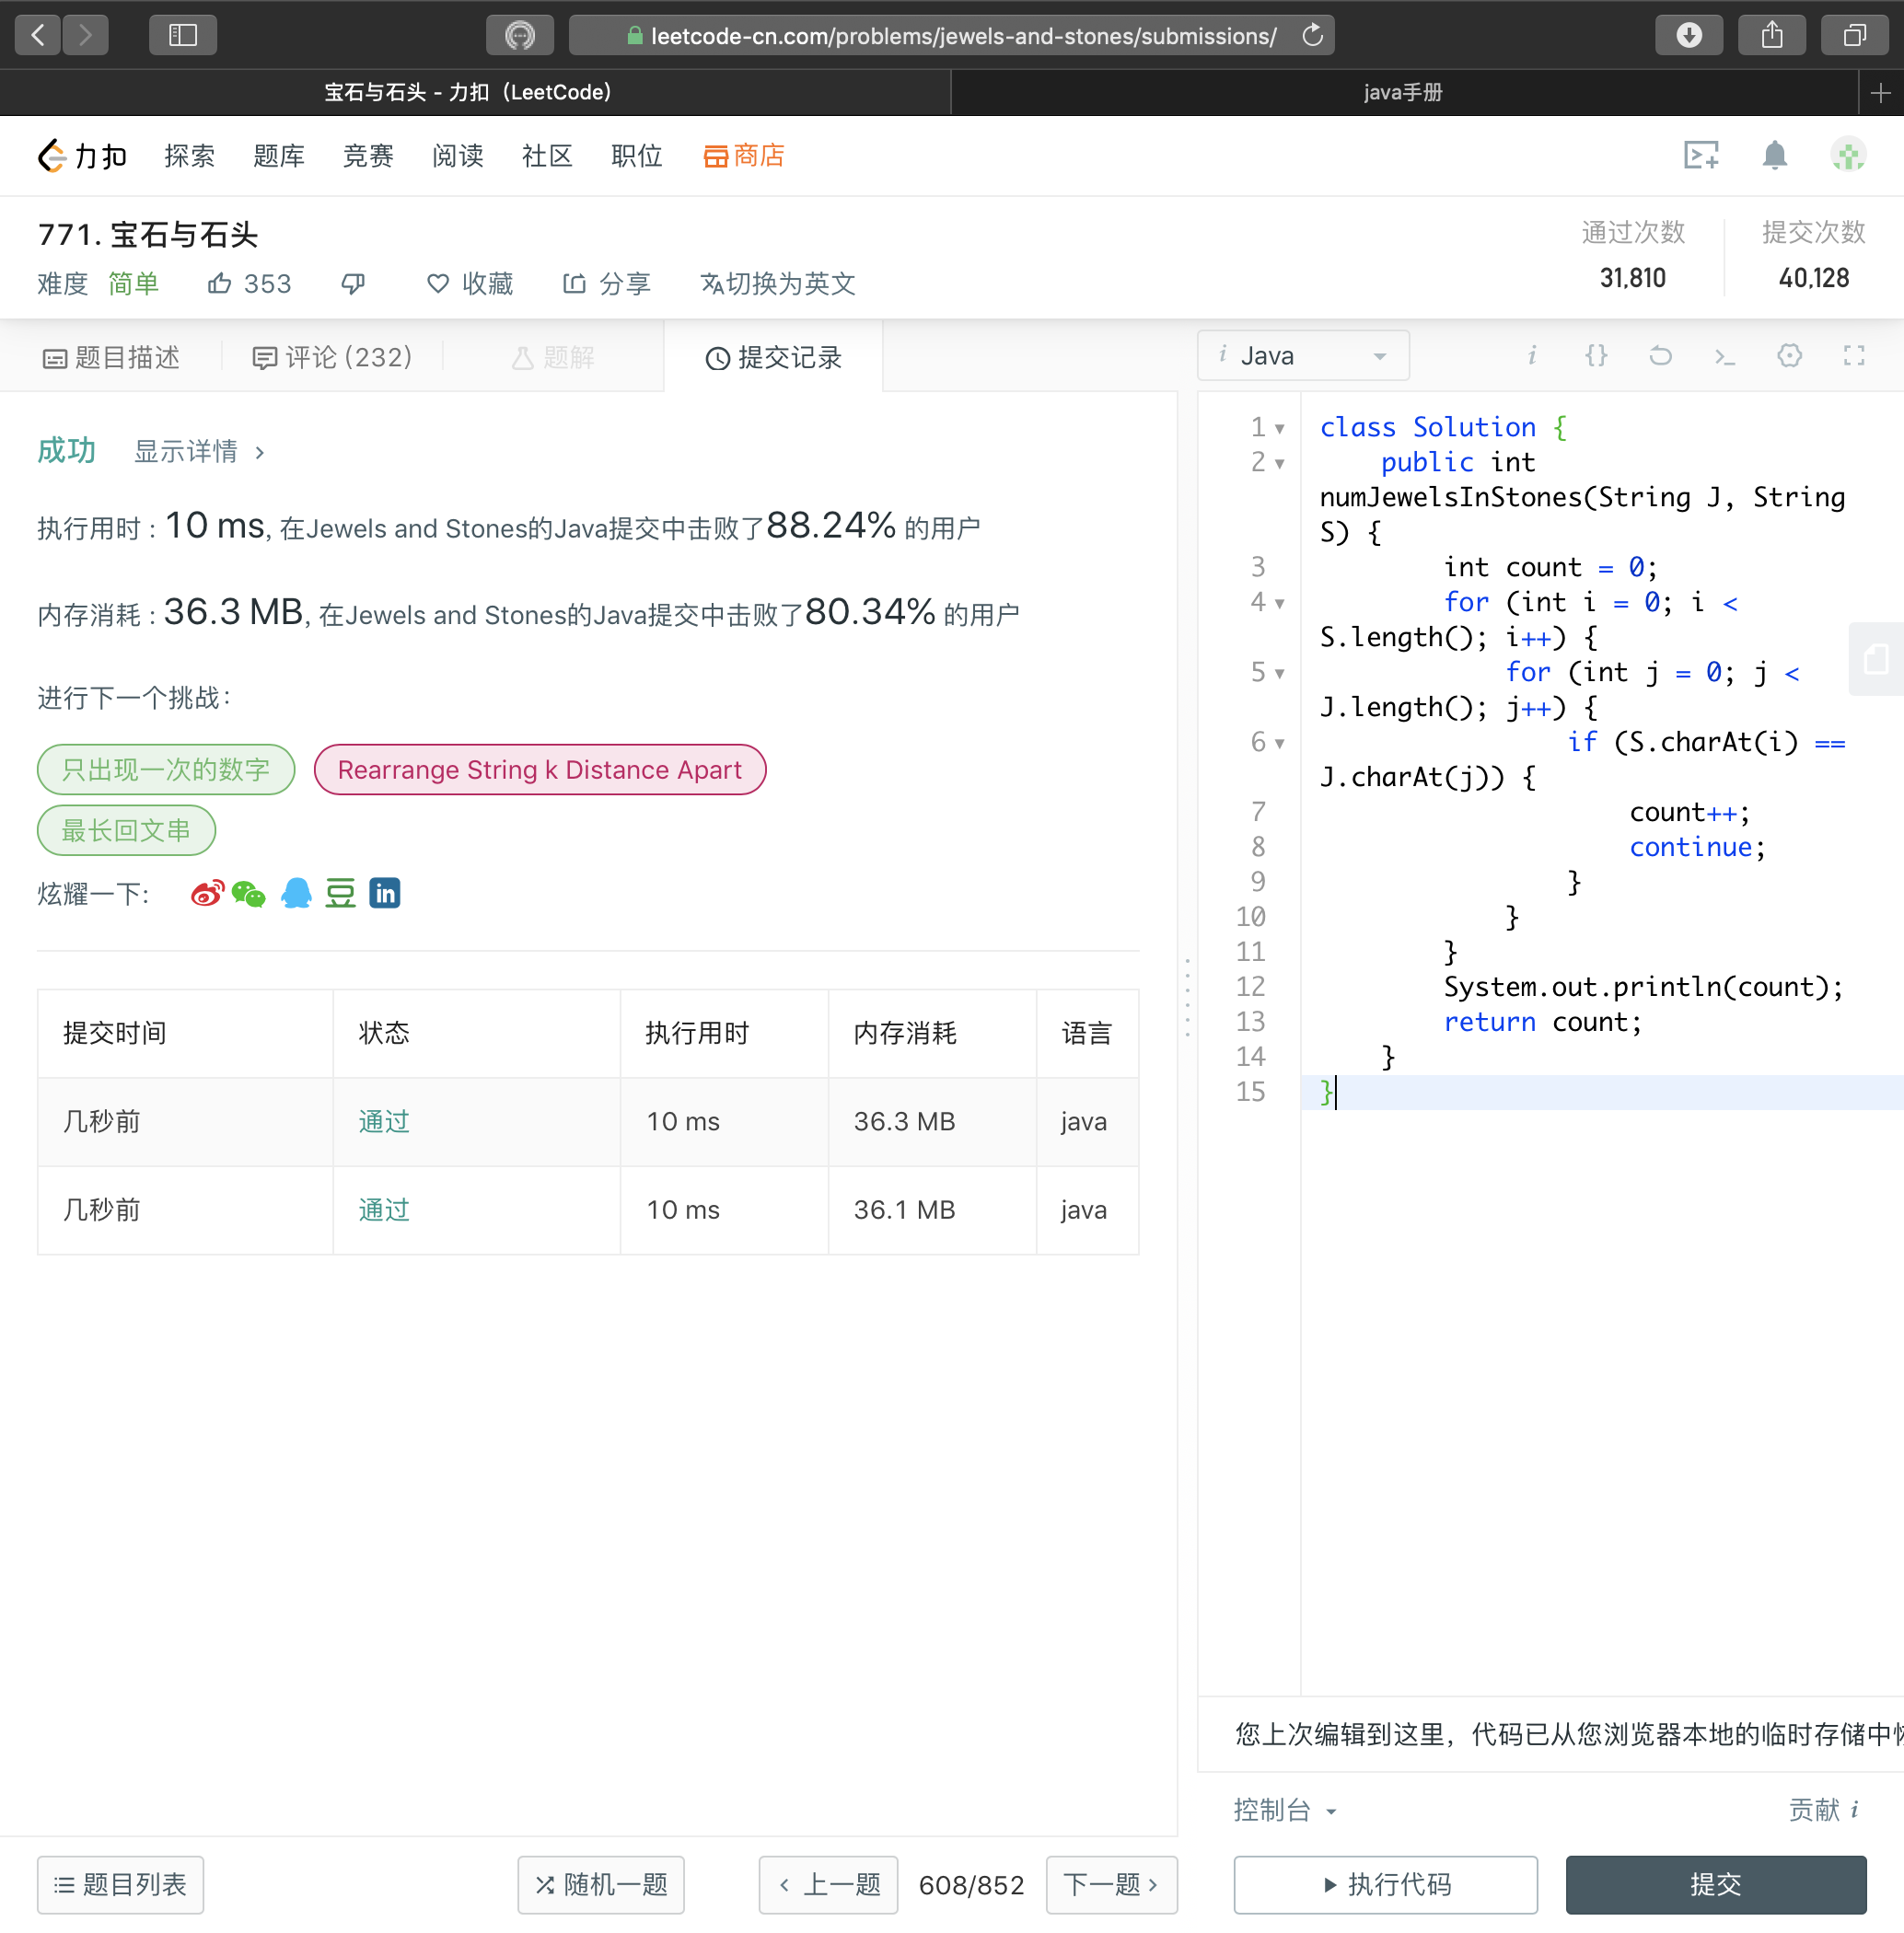 leetcode-cn.com/problems/jewels-and-stones/submissions/
宝石与石头 - 力扣（LeetCode）
java手册
力扣 探索 题库 竞赛 阅读 社区 职位 商店
771. 宝石与石头
难度 简单 353 收藏 分享 切换为英文
通过次数 提交次数
31,810 40,128
题目描述 评论 (232) 题解 提交记录
i Java
成功 显示详情 >
执行用时 : 10 ms, 在Jewels and Stones的Java提交中击败了88.24% 的用户
内存消耗 : 36.3 MB, 在Jewels and Stones的Java提交中击败了80.34% 的用户
进行下一个挑战：
只出现一次的数字 Rearrange String k Distance Apart
最长回文串
炫耀一下:
提交时间 状态 执行用时 内存消耗 语言
几秒前 通过 10 ms 36.3 MB java
几秒前 通过 10 ms 36.1 MB java
1 class Solution {
2 public int
numJewelsInStones(String J, String
S) {
3 int count = 0;
4 for (int i = 0; i <
S.length(); i++) {
5 for (int j = 0; j <
J.length(); j++) {
6 if (S.charAt(i) ==
J.charAt(j)) {
7 count++;
8 continue;
9 }
10 }
11 }
12 System.out.println(count);
13 return count;
14 }
15 }
您上次编辑到这里，代码已从您浏览器本地的临时存储中
控制台 贡献 i
题目列表 随机一题 < 上一题 608/852 下一题 > 执行代码 提交